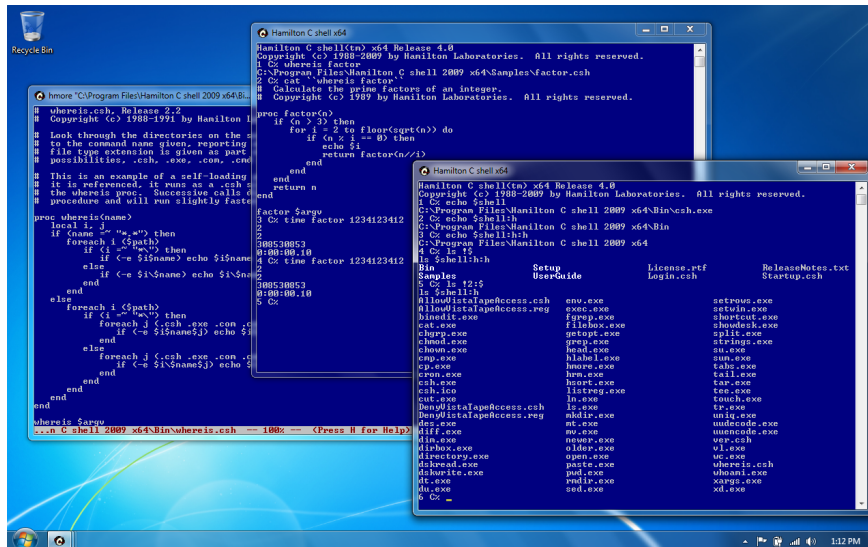 Recycle Bin
hmore "C:\Program Files\Hamilton C shell 2009 x64\Bi...
#  whereis.csh, Release 2.2
#  Copyright (c) 1988-1991 by Hamilton L
#  Look through the directories on the s
#  to the command name given, reporting
#  file type extension is given as part
#  possibilities, .csh, .exe, .com, .cmd
#  This is an example of a self-loading
#  it is referenced, it runs as a .csh s
#  the whereis proc.  Successive calls d
#  procedure and will run slightly faste
proc whereis(name)
local i, j
if (name =~ "*.*") then
foreach i ($path)
if (i =~ "*\") then
if (-e $i$name) echo $i$name
else
if (-e $i\$name) echo $i\$na
end
end
else
foreach i ($path)
if (i =~ "*\") then
foreach j (.csh .exe .com .c
if (-e $i$name$j) echo $i
end
else
foreach j (.csh .exe .com .c
if (-e $i\$name$j) echo $
end
end
end
end
end
whereis $argv
...n C shell 2009 x64\Bin\whereis.csh  -- 100% --  (Press H for Help)
Hamilton C shell x64
Hamilton C shell(tm) x64 Release 4.0
Copyright (c) 1988-2009 by Hamilton Laboratories.  All rights reserved.
1 C% whereis factor
C:\Program Files\Hamilton C shell 2009 x64\Samples\factor.csh
2 C% cat ``whereis factor``
#  Calculate the prime factors of an integer.
#  Copyright (c) 1989 by Hamilton Laboratories.  All rights reserved.
proc factor(n)
if (n > 3) then
for i = 2 to floor(sqrt(n)) do
if (n % i == 0) then
echo $i
return factor(n//i)
end
end
end
return n
end
factor $argv
3 C% time factor 1234123412
2
2
308530853
0:00:00.10
4 C% time factor 1234123412
2
2
308530853
0:00:00.10
5 C%
Hamilton C shell x64
Hamilton C shell(tm) x64 Release 4.0
Copyright (c) 1988-2009 by Hamilton Laboratories.  All rights reserved.
1 C% echo $shell
C:\Program Files\Hamilton C shell 2009 x64\Bin\csh.exe
2 C% echo $shell:h
C:\Program Files\Hamilton C shell 2009 x64\Bin
3 C% echo $shell:h:h
C:\Program Files\Hamilton C shell 2009 x64
4 C% ls !$
ls $shell:h:h
Bin Setup License.rtf ReleaseNotes.txt
Samples UserGuide Login.csh Startup.csh
5 C% ls !2:$
ls $shell:h
AllowVistaTapeAccess.csh env.exe setrows.exe
AllowVistaTapeAccess.reg exec.exe setwin.exe
binedit.exe fgrep.exe shortcut.exe
cat.exe filebox.exe showdesk.exe
chgrp.exe getopt.exe split.exe
chmod.exe grep.exe strings.exe
chown.exe head.exe su.exe
cmp.exe hlabel.exe sum.exe
cp.exe hmore.exe tabs.exe
cron.exe hrm.exe tail.exe
csh.exe hsort.exe tar.exe
csh.ico listreg.exe tee.exe
cut.exe ln.exe touch.exe
DenyVistaTapeAccess.csh ls.exe tr.exe
DenyVistaTapeAccess.reg mkdir.exe uniq.exe
des.exe mt.exe uudecode.exe
diff.exe mv.exe uuencode.exe
dim.exe newer.exe ver.csh
dirbox.exe older.exe vl.exe
directory.exe open.exe wc.exe
dskread.exe paste.exe whereis.csh
dskwrite.exe pwd.exe whoami.exe
dt.exe rmdir.exe xargs.exe
du.exe sed.exe xd.exe
6 C% _
1:12 PM